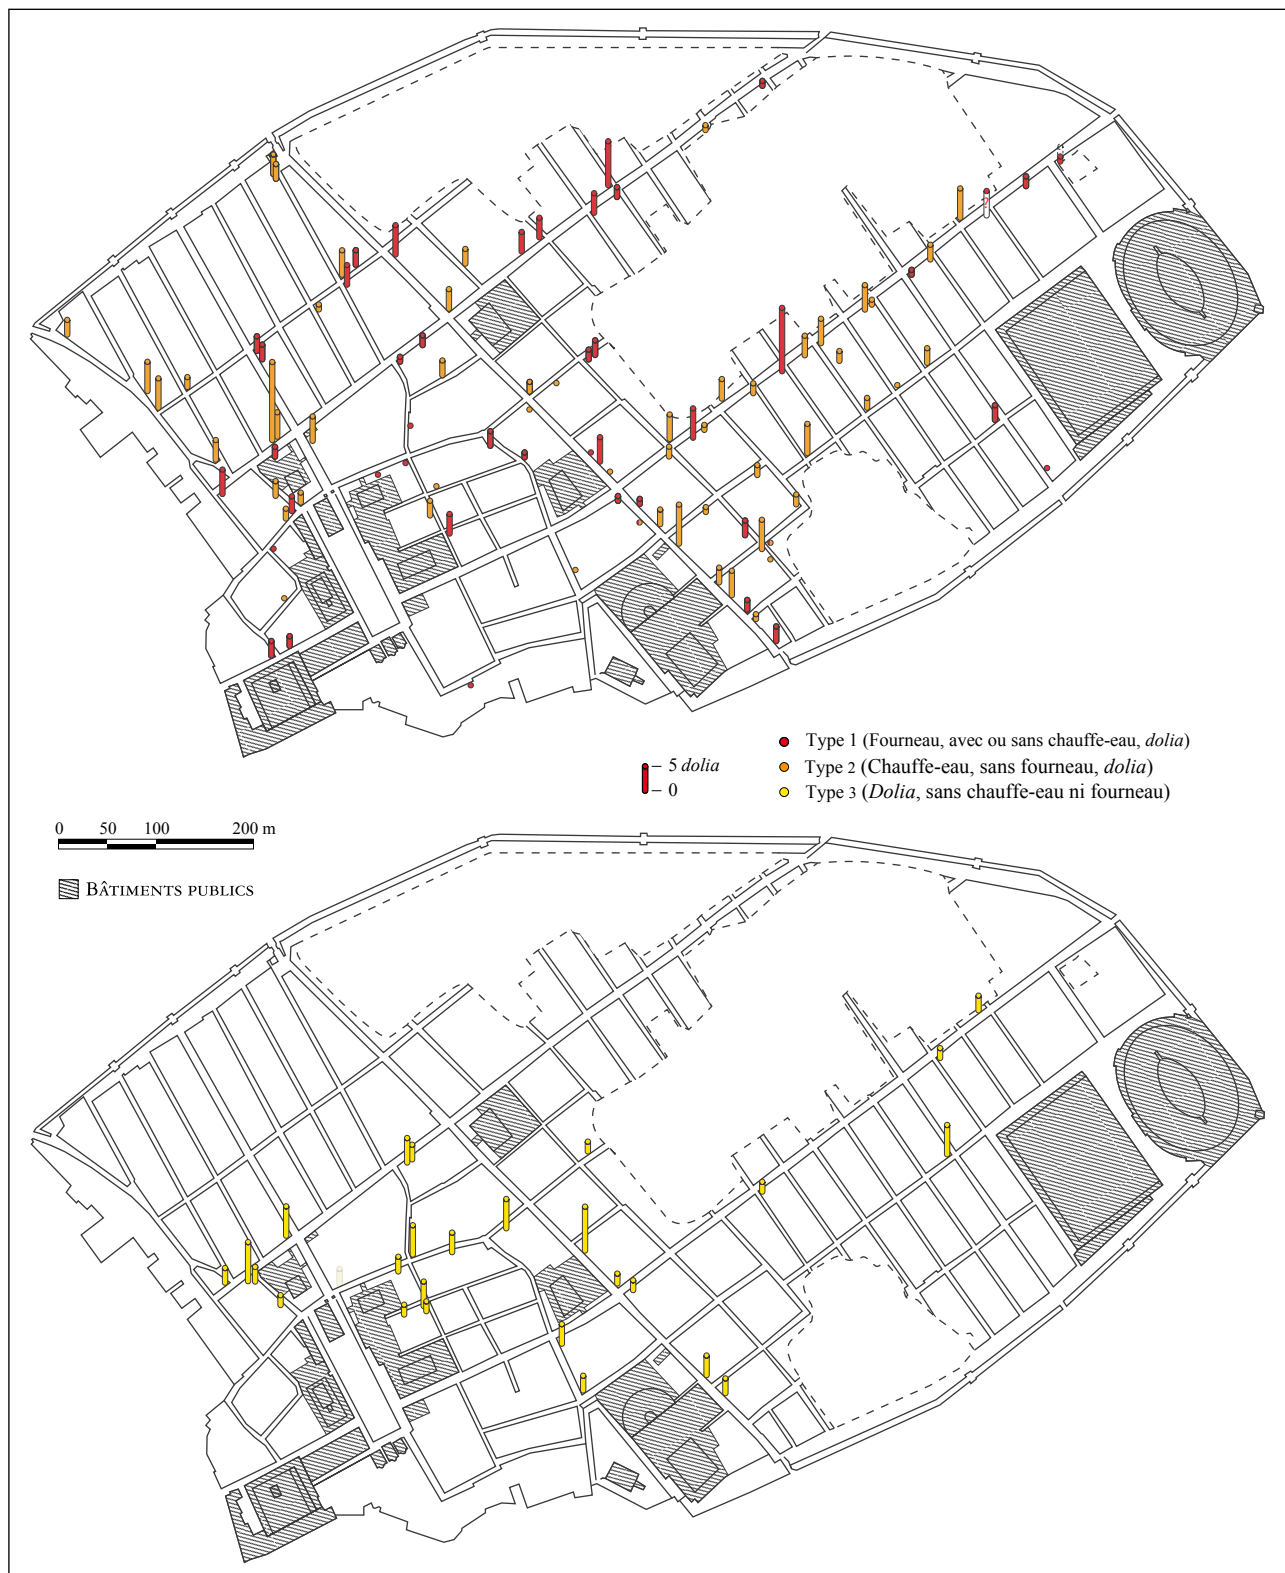 ?
5 dolia
0
Type 1 (Fourneau, avec ou sans chauffe-eau, dolia)
Type 2 (Chauffe-eau, sans fourneau, dolia)
Type 3 (Dolia, sans chauffe-eau ni fourneau)
0 50 100 200 m
BÂTIMENTS PUBLICS